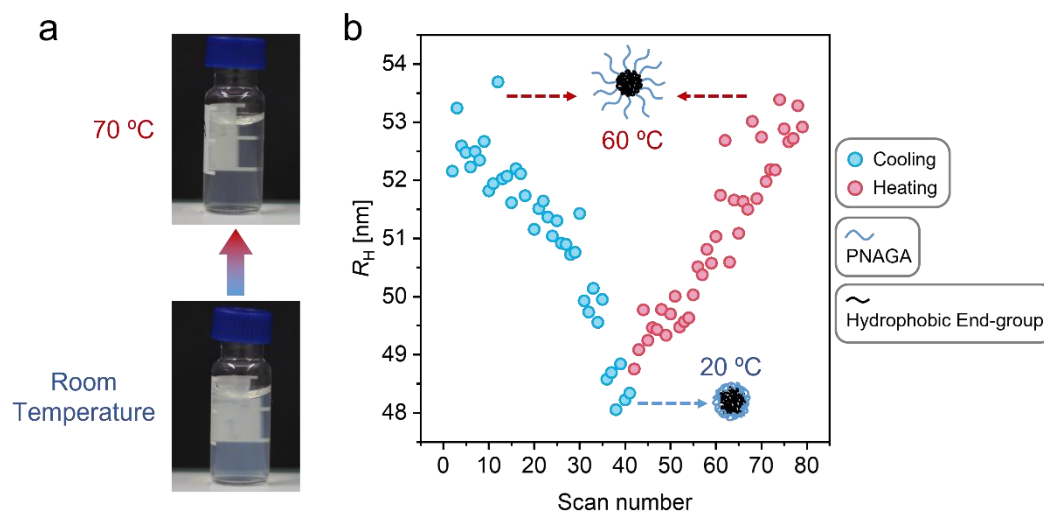 a
70 ºC
Room
Temperature
b
R_H [nm]
54
53
52
51
50
49
48
60 ºC
20 ºC
0 10 20 30 40 50 60 70 80
Scan number
Cooling
Heating
PNAGA
Hydrophobic End-group